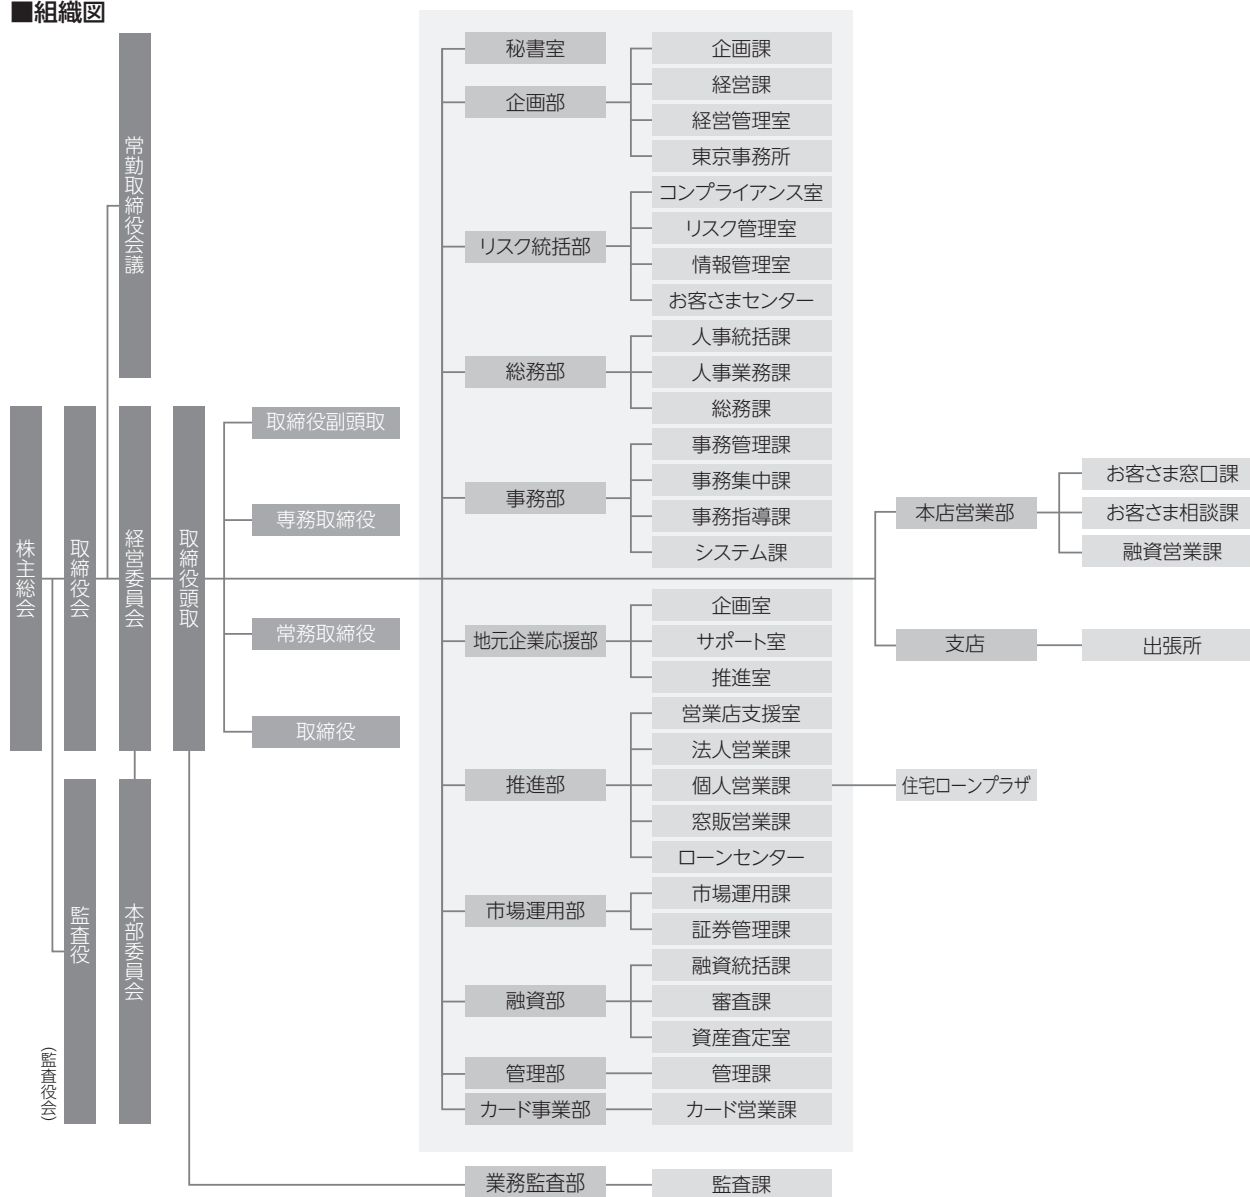 ■組織図
常勤取締役会議
株主総会
取締役会
経営委員会
取締役頭取
監査役
(監査役会)
本部委員会
取締役副頭取
専務取締役
常務取締役
取締役
秘書室
企画部
企画課
経営課
経営管理室
東京事務所
リスク統括部
コンプライアンス室
リスク管理室
情報管理室
お客さまセンター
総務部
人事統括課
人事業務課
総務課
事務部
事務管理課
事務集中課
事務指導課
システム課
地元企業応援部
企画室
サポート室
推進室
推進部
営業店支援室
法人営業課
個人営業課
住宅ローンプラザ
窓販営業課
ローンセンター
市場運用部
市場運用課
証券管理課
融資部
融資統括課
審査課
資産査定室
管理部
管理課
カード事業部
カード営業課
業務監査部
監査課
本店営業部
お客さま窓口課
お客さま相談課
融資営業課
支店
出張所